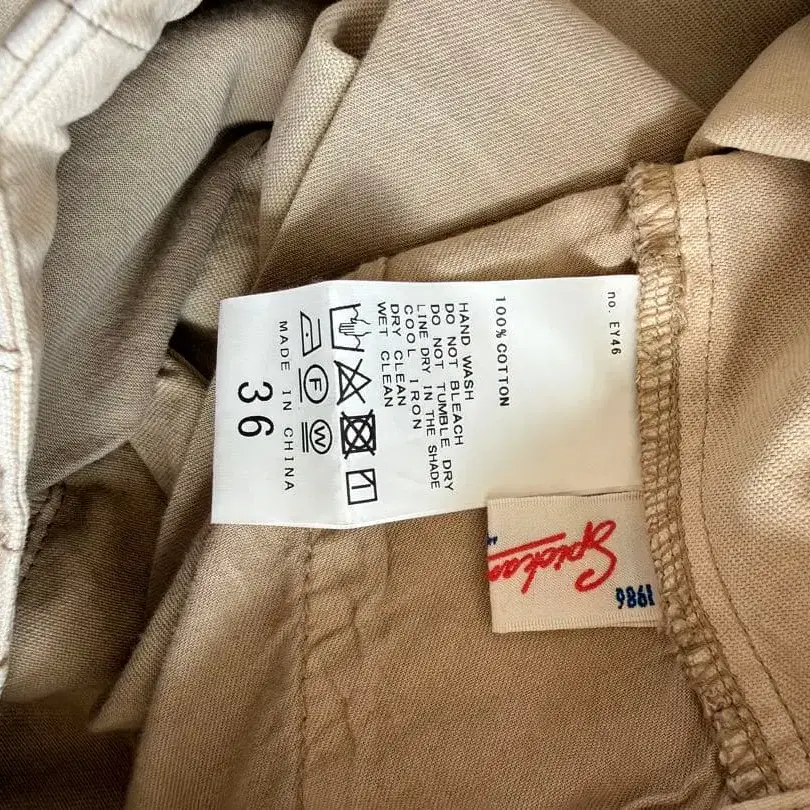 no. EY46
100% COTTON
HAND WASH
DO NOT BLEACH
DO NOT TUMBLE DRY
LINE DRY IN THE SHADE
COOL IRON
DRY CLEAN
WET CLEAN
F W
MADE IN CHINA
36
1986